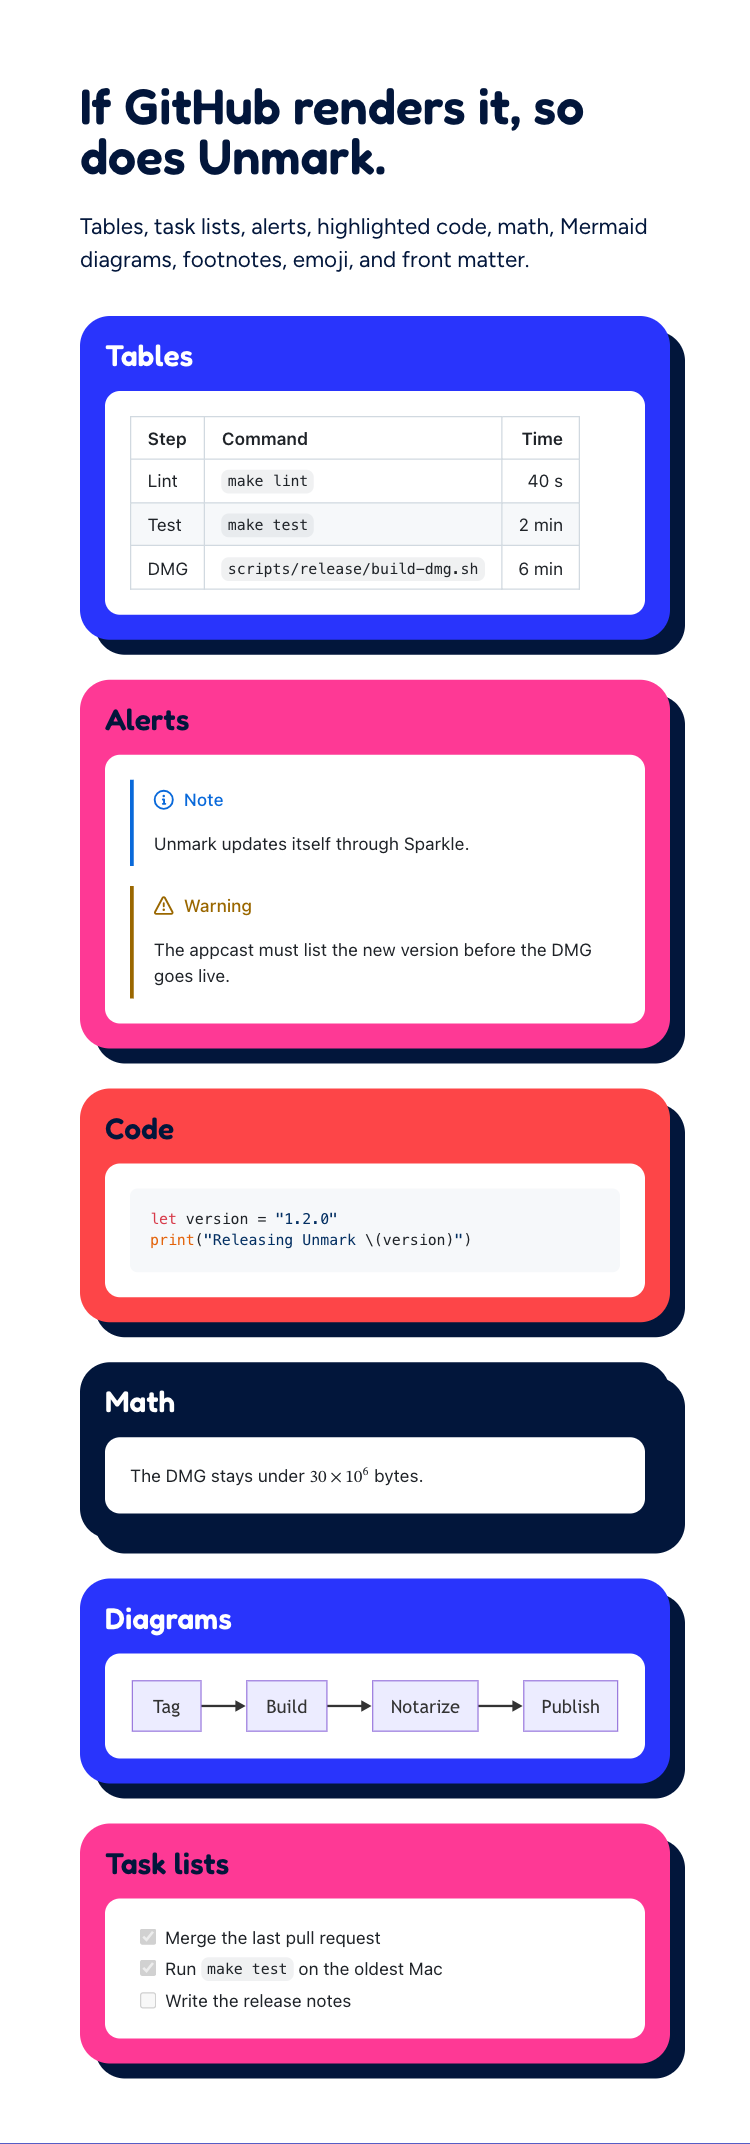 If GitHub renders it, so
does Unmark.
Tables, task lists, alerts, highlighted code, math, Mermaid
diagrams, footnotes, emoji, and front matter.
Tables
Step Command Time
Lint make lint 40 s
Test make test 2 min
DMG scripts/release/build-dmg.sh 6 min
Alerts
Note
Unmark updates itself through Sparkle.
Warning
The appcast must list the new version before the DMG
goes live.
Code
let version = "1.2.0"
print("Releasing Unmark \(version)")
Math
The DMG stays under 30 × 10⁶ bytes.
Diagrams
Tag Build Notarize Publish
Task lists
Merge the last pull request
Run make test on the oldest Mac
Write the release notes